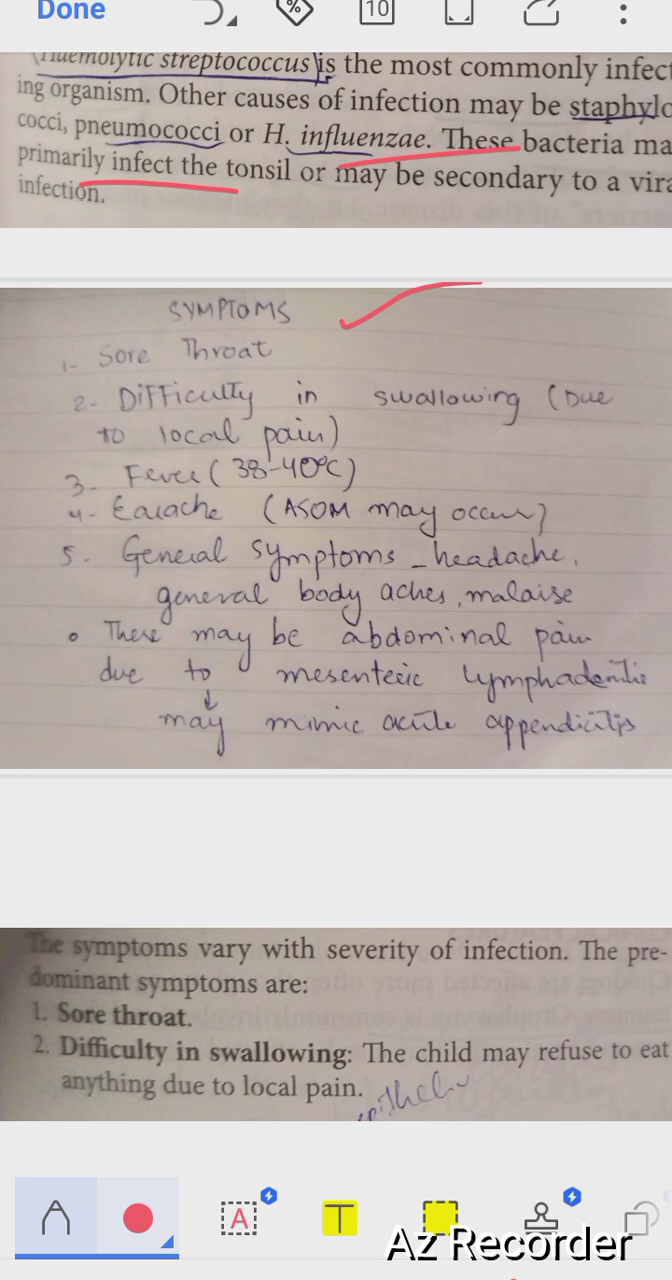 Done
10
Haemolytic streptococcus is the most commonly infect
ing organism. Other causes of infection may be staphylo
cocci, pneumococci or H. influenzae. These bacteria ma
primarily infect the tonsil or may be secondary to a vira
infection.
SYMPTOMS
1- Sore Throat
2- Difficulty in swallowing (Due
to local pain)
3- Fever (38-40°C)
4- Earache (ASOM may occur)
5- General symptoms - headache,
general body aches, malaise
• There may be abdominal pain
due to mesenteric lymphadenitis
↓
may mimic acute appendicitis
The symptoms vary with severity of infection. The pre-
dominant symptoms are:
1. Sore throat.
2. Difficulty in swallowing: The child may refuse to eat
anything due to local pain.
A T
Az Recorder